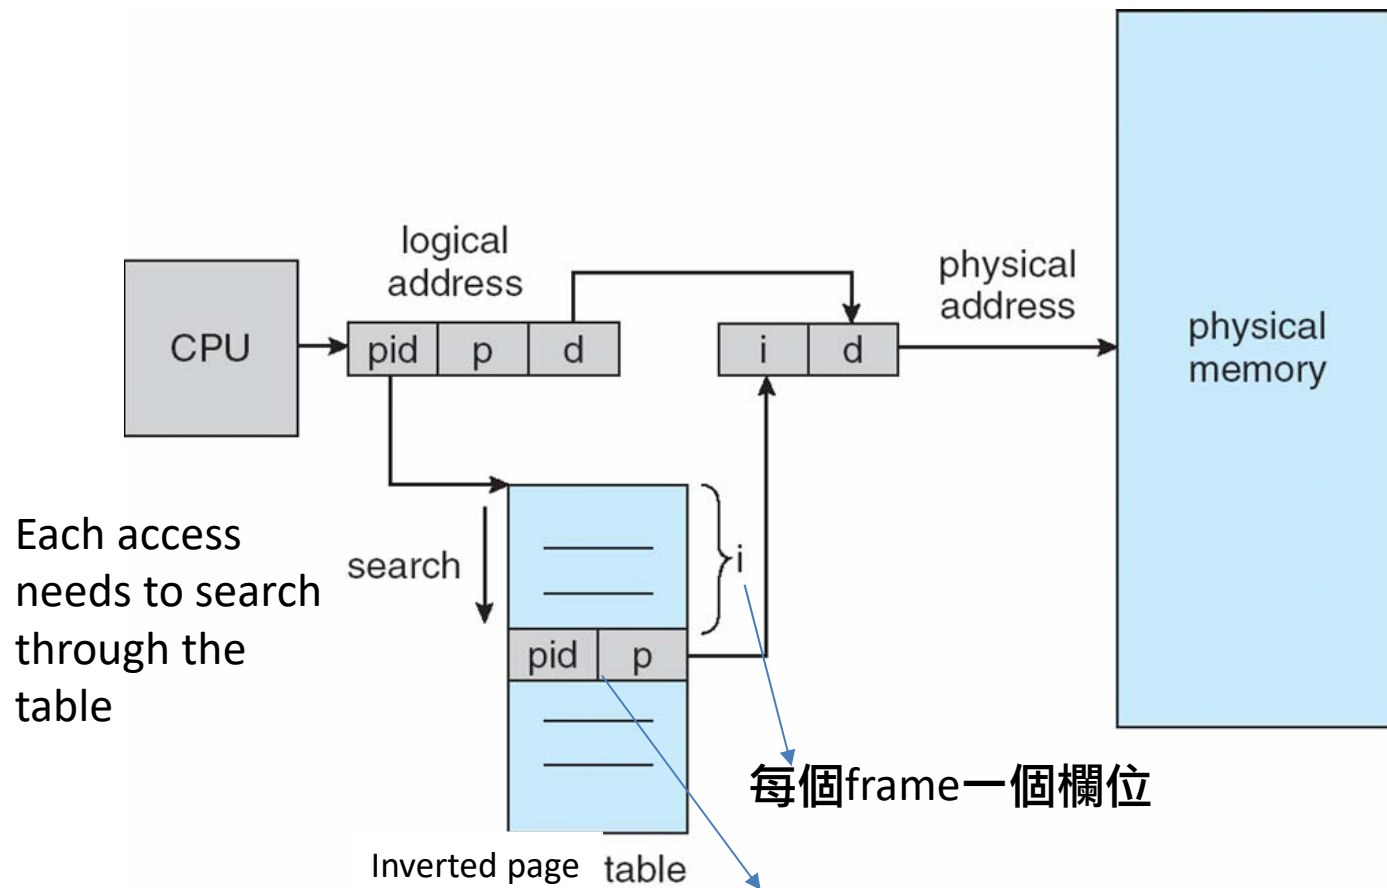 logical
address
physical
address
CPU
pid p d
i d
physical
memory
Each access
needs to search
through the
table
search
i
pid p
每個frame一個欄位
Inverted page table